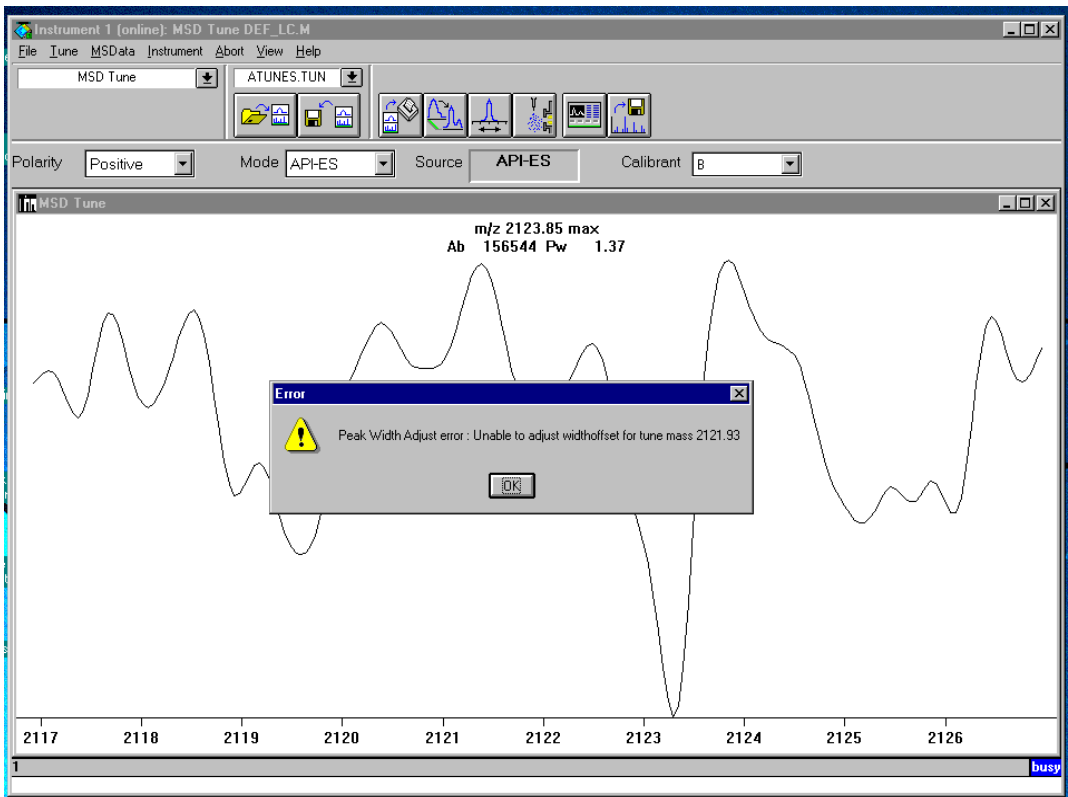 Instrument 1 (online): MSD Tune DEF_LC.M
File Tune MSData Instrument Abort View Help
MSD Tune ATUNES.TUN
Polarity Positive Mode API-ES Source API-ES Calibrant B
MSD Tune
m/z 2123.85 max
Ab 156544 Pw 1.37
Error
Peak Width Adjust error : Unable to adjust widthoffset for tune mass 2121.93
OK
2117 2118 2119 2120 2121 2122 2123 2124 2125 2126
1 busy